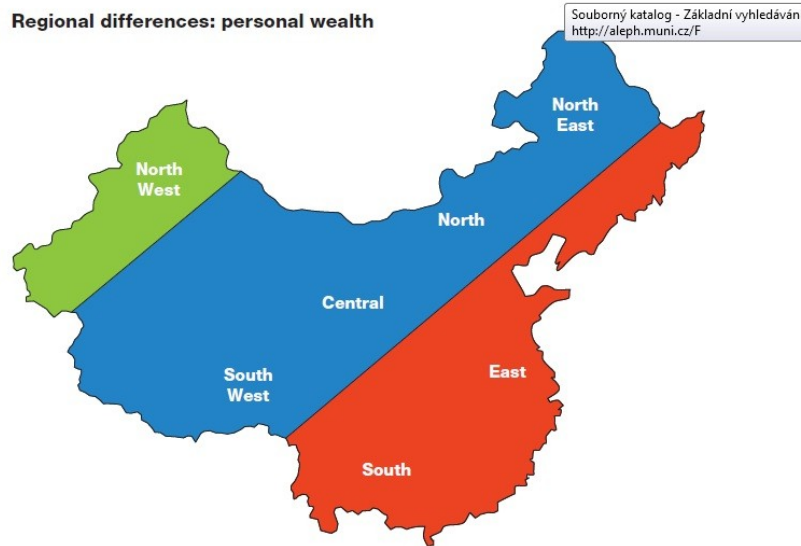 Regional differences: personal wealth
Souborný katalog - Základní vyhledáván
http://aleph.muni.cz/F
North
East
North
West
North
Central
South
West
East
South